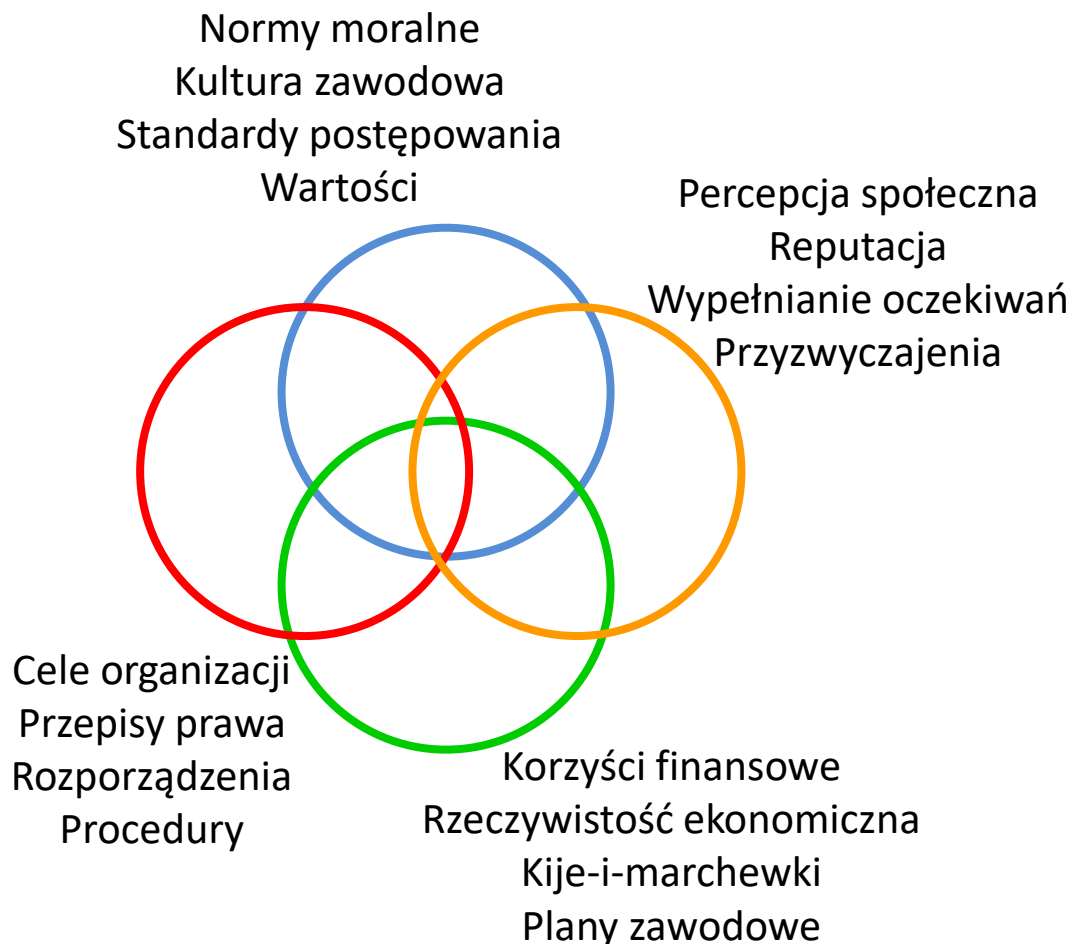 Normy moralne
Kultura zawodowa
Standardy postępowania
Wartości
Percepcja społeczna
Reputacja
Wypełnianie oczekiwań
Przyzwyczajenia
Cele organizacji
Przepisy prawa
Rozporządzenia
Procedury
Korzyści finansowe
Rzeczywistość ekonomiczna
Kije-i-marchewki
Plany zawodowe